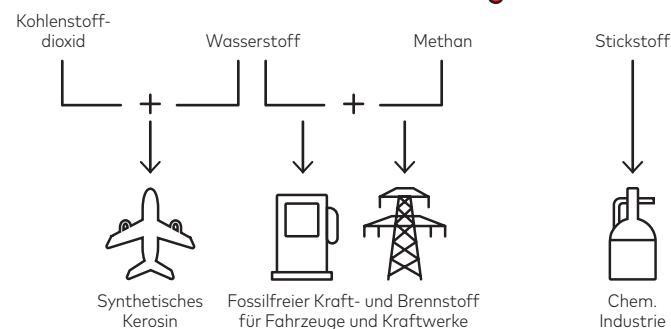 Kohlenstoff-
dioxid
Wasserstoff
Methan
Stickstoff
+
+
Synthetisches
Kerosin
Fossilfreier Kraft- und Brennstoff
für Fahrzeuge und Kraftwerke
Chem.
Industrie